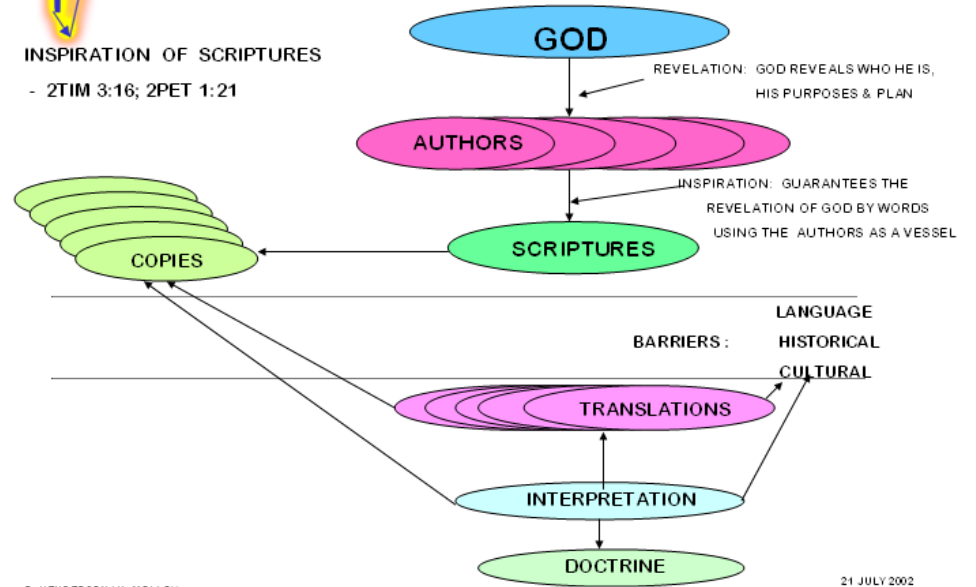 GOD
INSPIRATION OF SCRIPTURES
- 2TIM 3:16; 2PET 1:21
REVELATION: GOD REVEALS WHO HE IS,
HIS PURPOSES & PLAN
AUTHORS
INSPIRATION: GUARANTEES THE
REVELATION OF GOD BY WORDS
USING THE AUTHORS AS A VESSEL
SCRIPTURES
COPIES
LANGUAGE
BARRIERS : HISTORICAL
CULTURAL
TRANSLATIONS
INTERPRETATION
DOCTRINE
21 JULY 2002